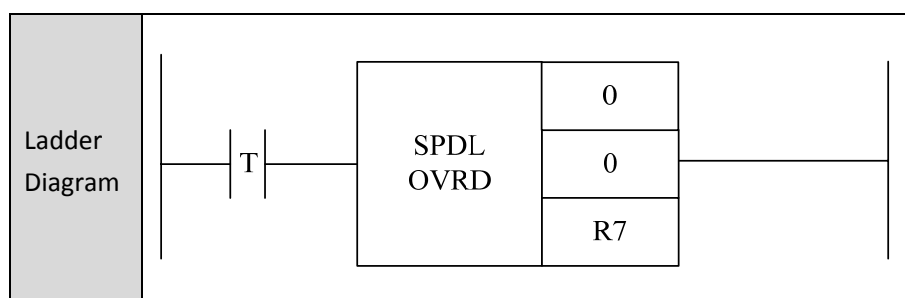 Ladder
Diagram
T
SPDL
OVRD
0
0
R7